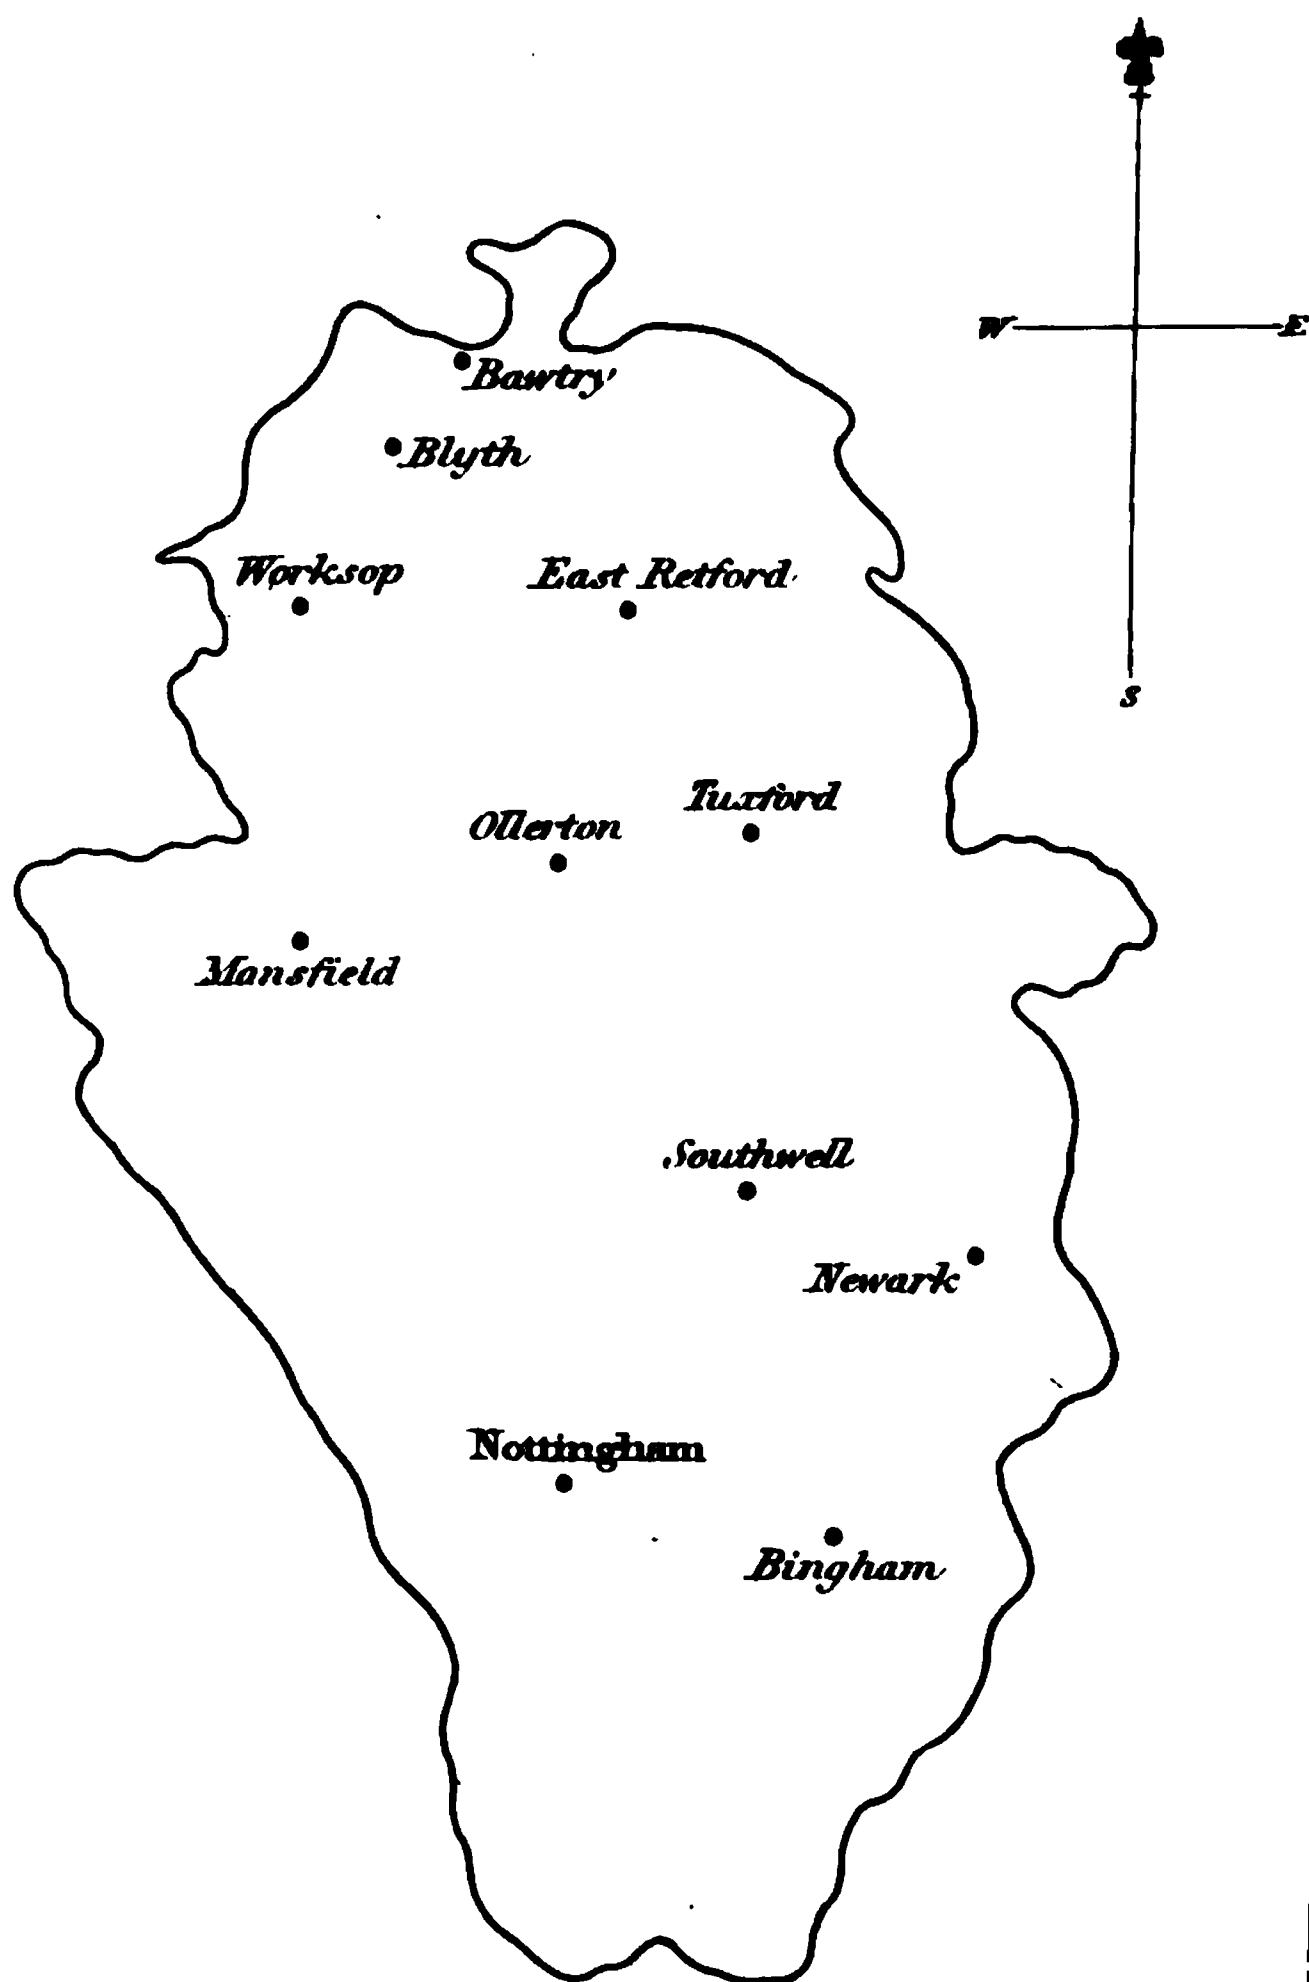 W E
Bawtry
Blyth
Worksop East Retford
S
Tuxford
Ollerton
Mansfield
Southwell
Newark
Nottingham
Bingham